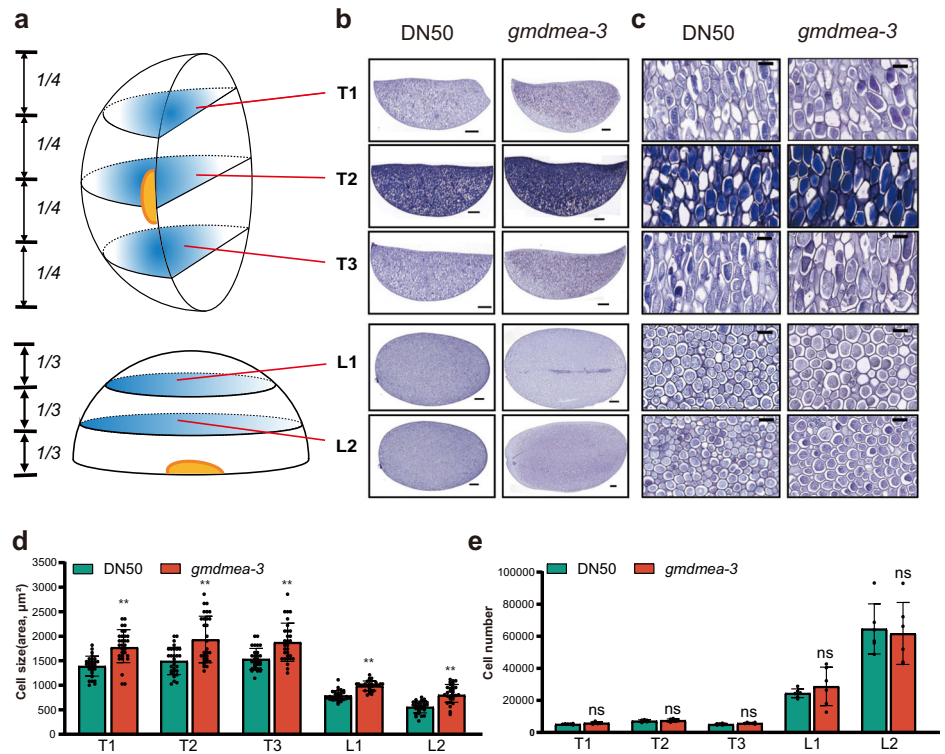 a
1/4
1/4
1/4
1/4
1/3
1/3
1/3
b
DN50 gmdmea-3
T1
T2
T3
L1
L2
c
DN50 gmdmea-3
d
DN50 gmdmea-3
Cell size(area, μm²)
3500
3000
2500
2000
1500
1000
500
0
** ** ** ** **
T1 T2 T3 L1 L2
e
DN50 gmdmea-3
Cell number
100000
80000
60000
40000
20000
0
ns ns ns ns ns
T1 T2 T3 L1 L2